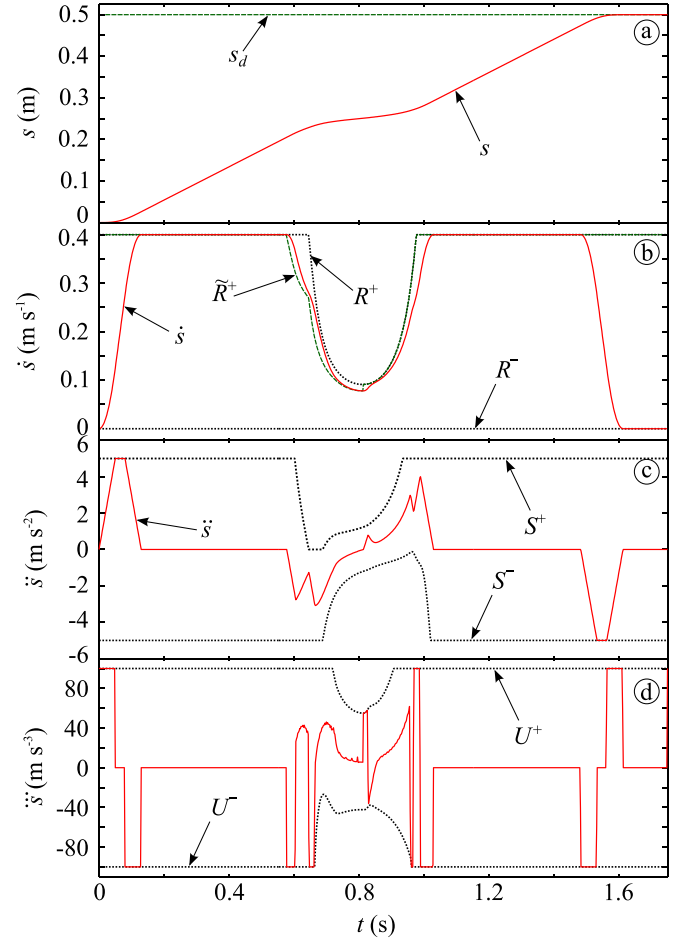 0.5
0.4
0.3
0.2
0.1
0
s (m)
s_d
s
a
0.4
0.3
0.2
0.1
0
ṡ (m s⁻¹)
R̃⁺
R⁺
ṡ
R⁻
b
6
4
2
0
-2
-4
-6
s̈ (m s⁻²)
s̈
S⁺
S⁻
c
80
40
0
-40
-80
s⃛ (m s⁻³)
U⁺
U⁻
d
0 0.4 0.8 1.2 1.6
t (s)